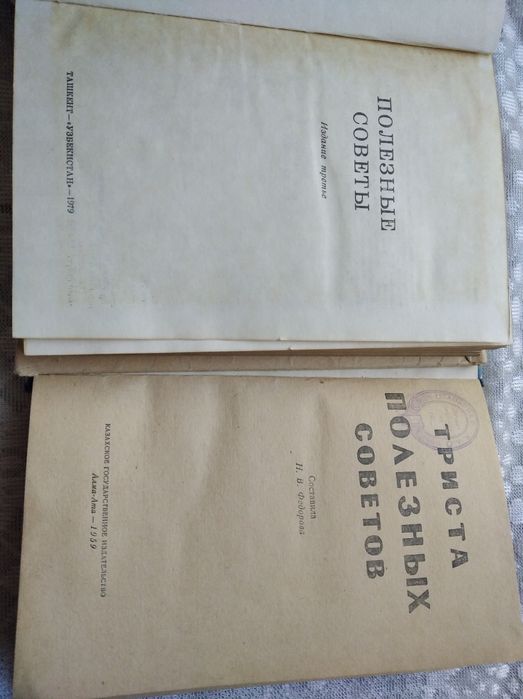 ПОЛЕЗНЫЕ
СОВЕТЫ
Издание третье
ТАШКЕНТ—«УЗБЕКИСТАН»—1979
ТРИСТА
ПОЛЕЗНЫХ
СОВЕТОВ
Составила
Н. В. Федорова
КАЗАХСКОЕ ГОСУДАРСТВЕННОЕ ИЗДАТЕЛЬСТВО
Алма-Ата—1959